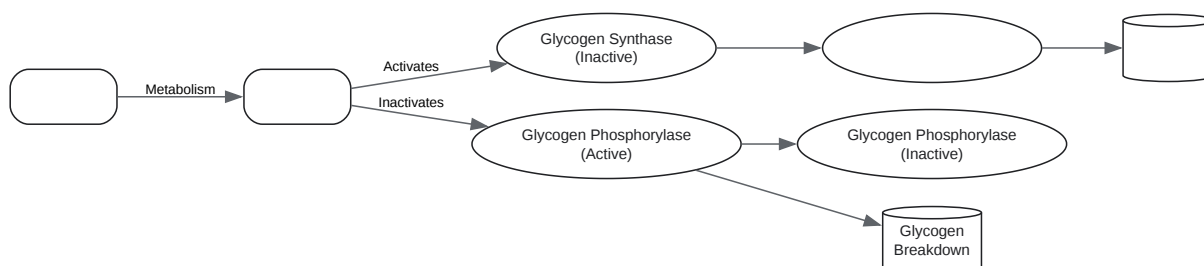 Metabolism
Activates
Inactivates
Glycogen Synthase
(Inactive)
Glycogen Phosphorylase
(Active)
Glycogen Phosphorylase
(Inactive)
Glycogen
Breakdown